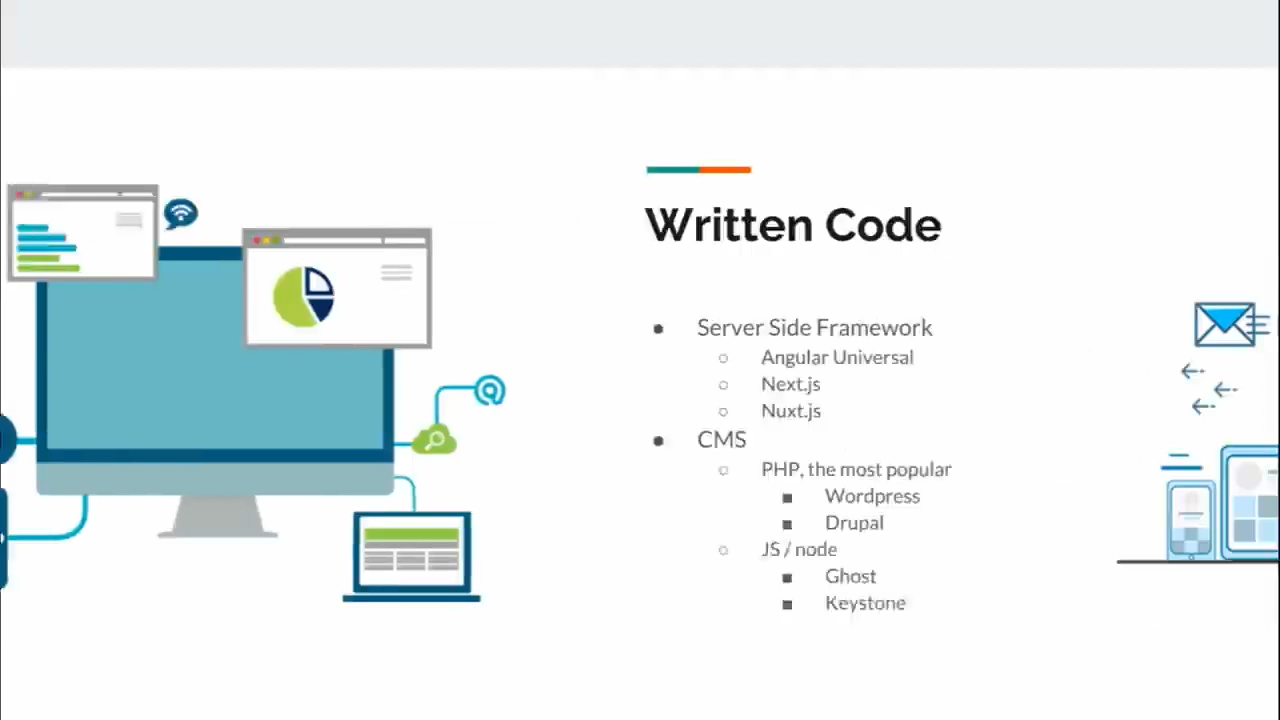 Written Code
● Server Side Framework
○ Angular Universal
○ Next.js
○ Nuxt.js
● CMS
○ PHP, the most popular
■ Wordpress
■ Drupal
○ JS / node
■ Ghost
■ Keystone